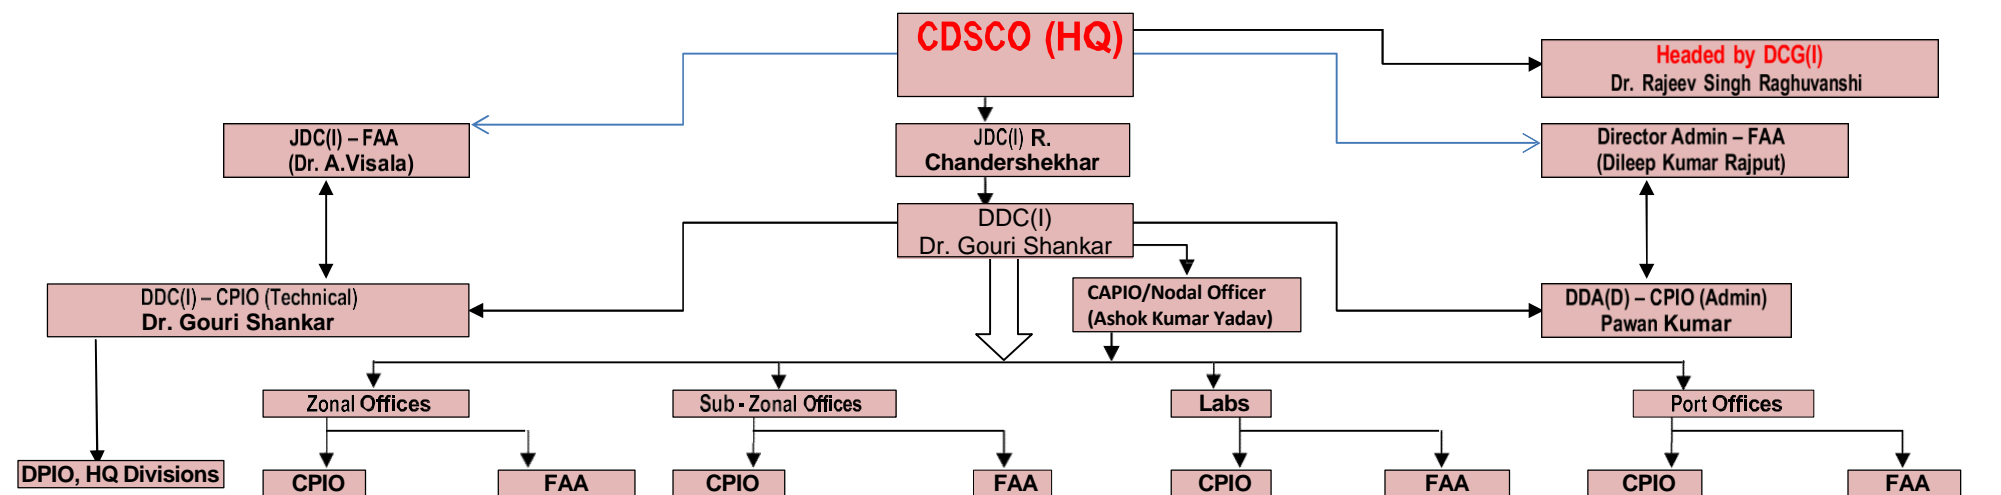 CDSCO (HQ)
Headed by DCG(I)
Dr. Rajeev Singh Raghuvanshi
JDC(I) – FAA
(Dr. A.Visala)
JDC(I) R.
Chandershekhar
Director Admin – FAA
(Dileep Kumar Rajput)
DDC(I)
Dr. Gouri Shankar
DDC(I) – CPIO (Technical)
Dr. Gouri Shankar
CAPIO/Nodal Officer
(Ashok Kumar Yadav)
DDA(D) – CPIO (Admin)
Pawan Kumar
Zonal Offices
Sub - Zonal Offices
Labs
Port Offices
DPIO, HQ Divisions
CPIO
FAA
CPIO
FAA
CPIO
FAA
CPIO
FAA